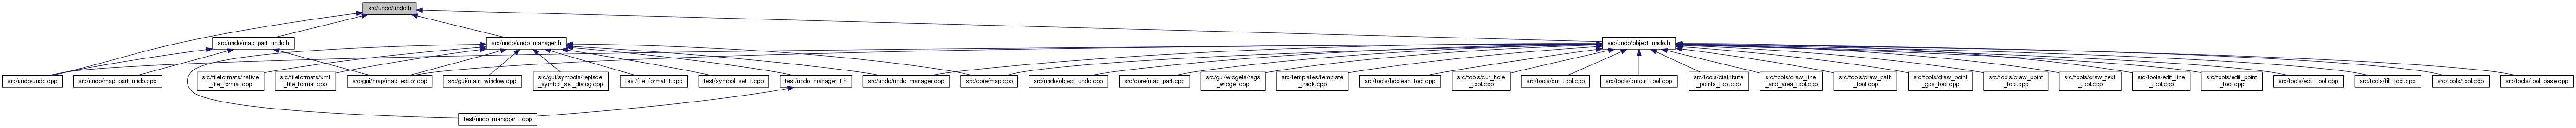 src/undo/undo.h
src/undo/map_part_undo.h
src/undo/undo_manager.h
src/undo/object_undo.h
src/undo/undo.cpp
src/undo/map_part_undo.cpp
src/fileformats/native
_file_format.cpp
src/fileformats/xml
_file_format.cpp
src/gui/map/map_editor.cpp
src/gui/main_window.cpp
src/gui/symbols/replace
_symbol_set_dialog.cpp
test/file_format_t.cpp
test/symbol_set_t.cpp
test/undo_manager_t.h
src/undo/undo_manager.cpp
src/core/map.cpp
src/undo/object_undo.cpp
src/core/map_part.cpp
src/gui/widgets/tags
_widget.cpp
src/templates/template
_track.cpp
src/tools/boolean_tool.cpp
src/tools/cut_hole
_tool.cpp
src/tools/cut_tool.cpp
src/tools/cutout_tool.cpp
src/tools/distribute
_points_tool.cpp
src/tools/draw_line
_and_area_tool.cpp
src/tools/draw_path
_tool.cpp
src/tools/draw_point
_gps_tool.cpp
src/tools/draw_point
_tool.cpp
src/tools/draw_text
_tool.cpp
src/tools/edit_line
_tool.cpp
src/tools/edit_point
_tool.cpp
src/tools/edit_tool.cpp
src/tools/fill_tool.cpp
src/tools/tool.cpp
src/tools/tool_base.cpp
test/undo_manager_t.cpp